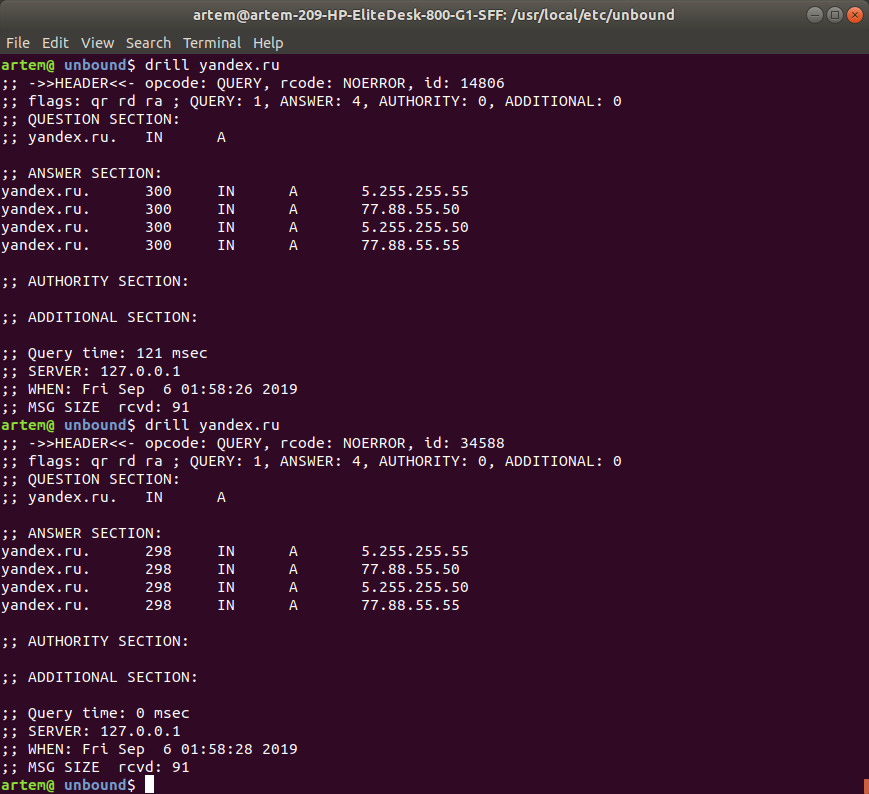 artem@artem-209-HP-EliteDesk-800-G1-SFF: /usr/local/etc/unbound
File Edit View Search Terminal Help
artem@ unbound$ drill yandex.ru
;; ->>HEADER<<- opcode: QUERY, rcode: NOERROR, id: 14806
;; flags: qr rd ra ; QUERY: 1, ANSWER: 4, AUTHORITY: 0, ADDITIONAL: 0
;; QUESTION SECTION:
;; yandex.ru.   IN      A

;; ANSWER SECTION:
yandex.ru.      300     IN      A       5.255.255.55
yandex.ru.      300     IN      A       77.88.55.50
yandex.ru.      300     IN      A       5.255.255.50
yandex.ru.      300     IN      A       77.88.55.55

;; AUTHORITY SECTION:

;; ADDITIONAL SECTION:

;; Query time: 121 msec
;; SERVER: 127.0.0.1
;; WHEN: Fri Sep  6 01:58:26 2019
;; MSG SIZE  rcvd: 91
artem@ unbound$ drill yandex.ru
;; ->>HEADER<<- opcode: QUERY, rcode: NOERROR, id: 34588
;; flags: qr rd ra ; QUERY: 1, ANSWER: 4, AUTHORITY: 0, ADDITIONAL: 0
;; QUESTION SECTION:
;; yandex.ru.   IN      A

;; ANSWER SECTION:
yandex.ru.      298     IN      A       5.255.255.55
yandex.ru.      298     IN      A       77.88.55.50
yandex.ru.      298     IN      A       5.255.255.50
yandex.ru.      298     IN      A       77.88.55.55

;; AUTHORITY SECTION:

;; ADDITIONAL SECTION:

;; Query time: 0 msec
;; SERVER: 127.0.0.1
;; WHEN: Fri Sep  6 01:58:28 2019
;; MSG SIZE  rcvd: 91
artem@ unbound$